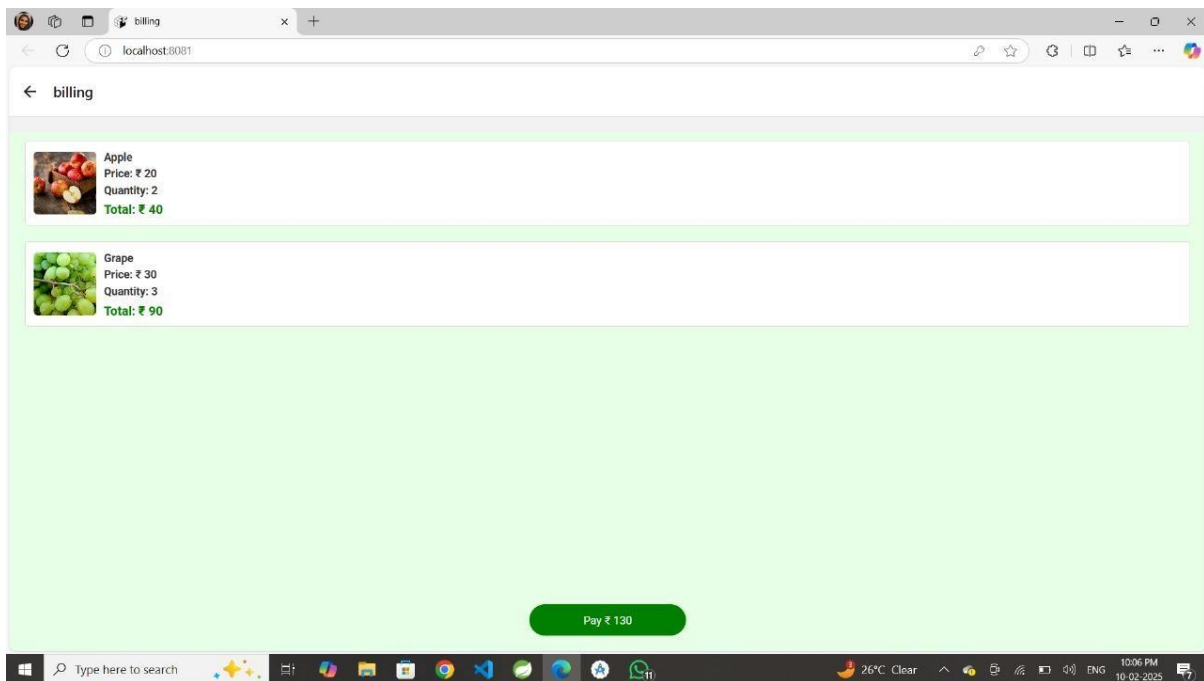 billing
localhost:8081
billing
Apple
Price: ₹ 20
Quantity: 2
Total: ₹ 40
Grape
Price: ₹ 30
Quantity: 3
Total: ₹ 90
Pay ₹ 130
Type here to search
26°C Clear
ENG
10:06 PM
10-02-2025